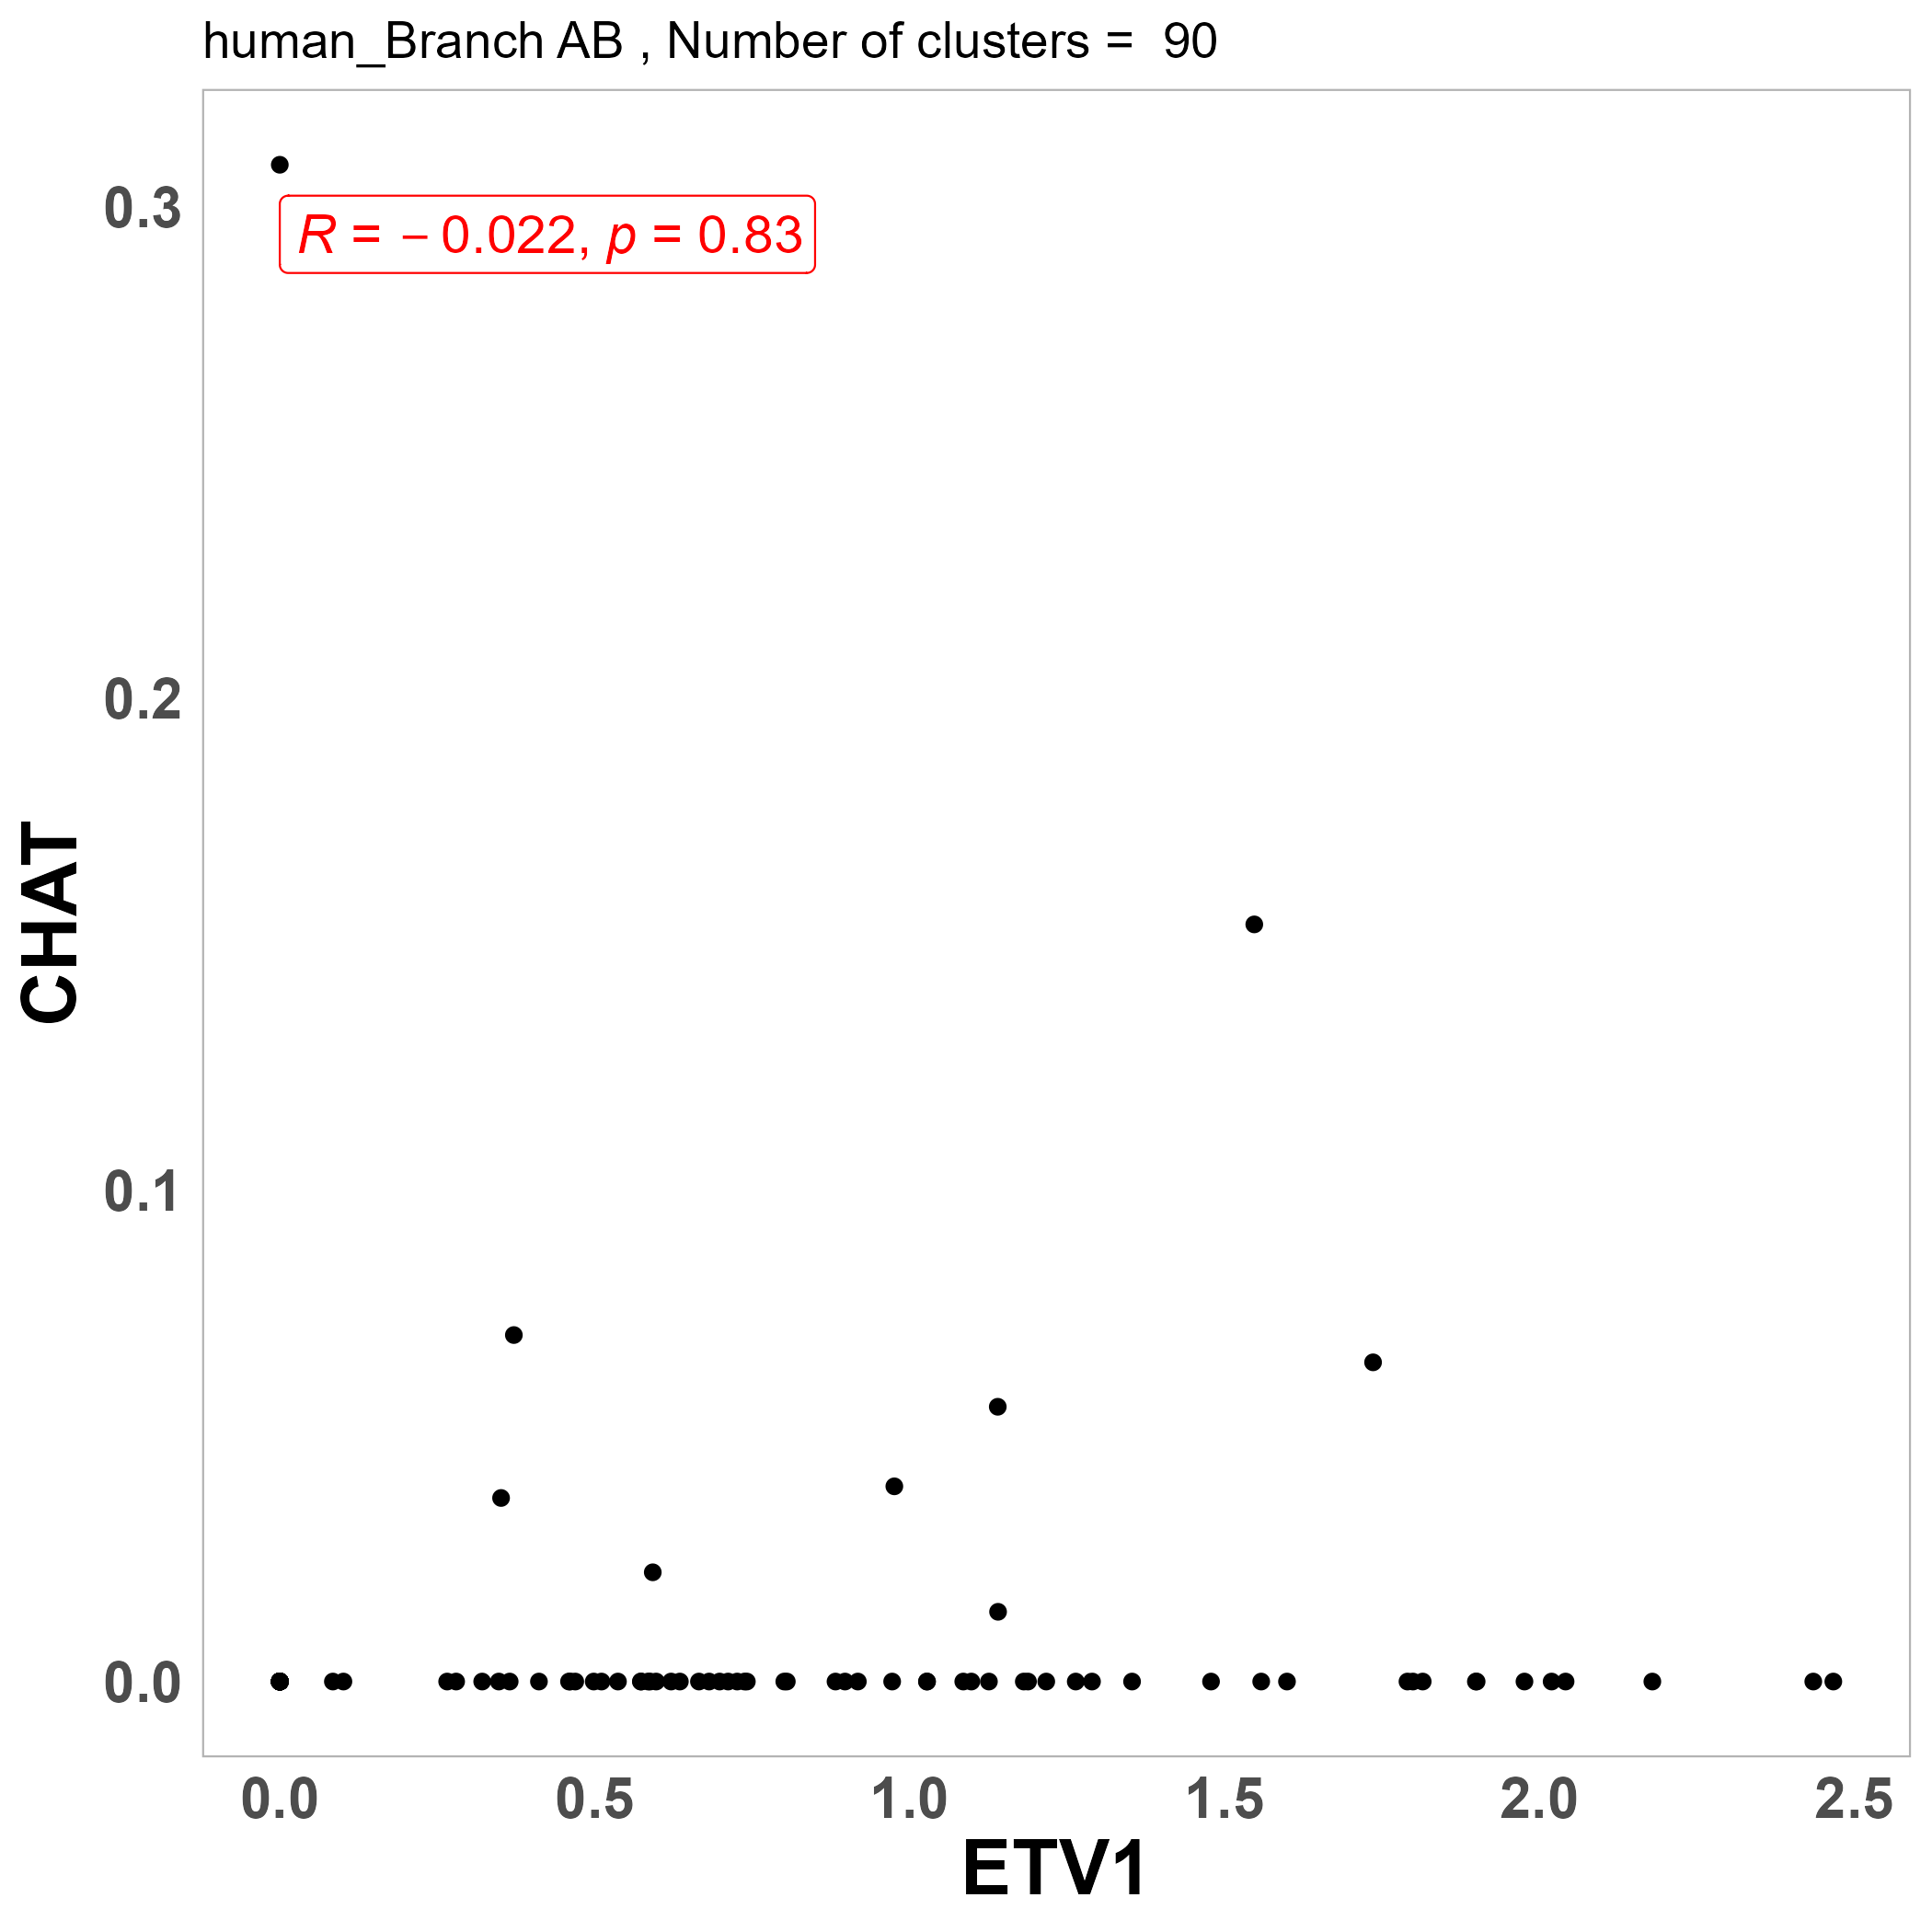 human_Branch AB , Number of clusters =  90
R = − 0.022, p = 0.83
0.3
0.2
0.1
0.0
CHAT
0.0 0.5 1.0 1.5 2.0 2.5
ETV1